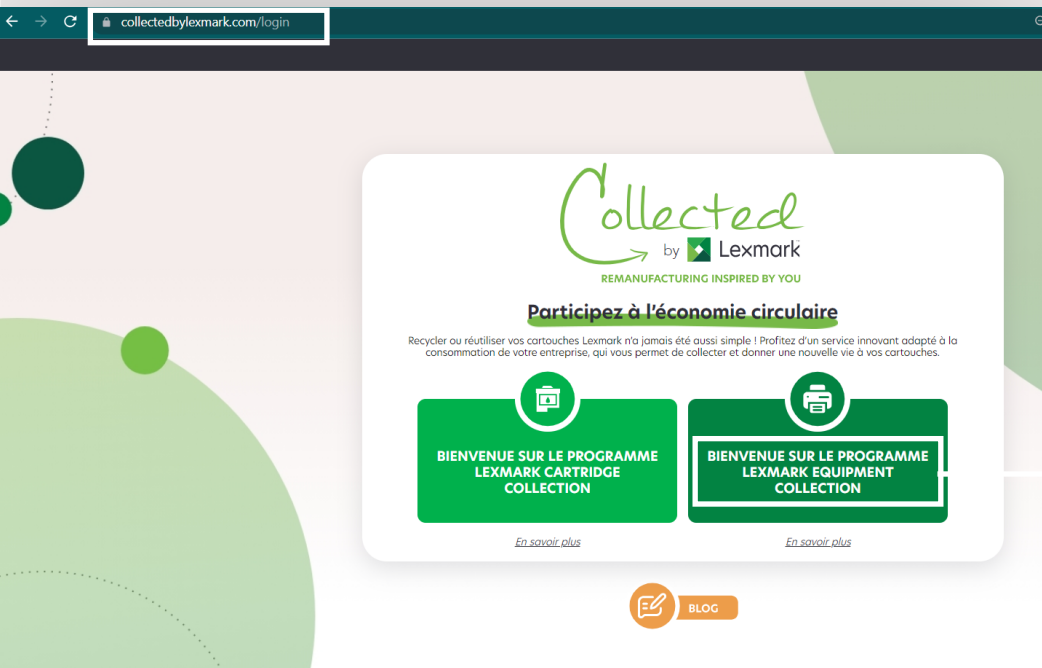 collectedbylexmark.com/login
Collected
by Lexmark
REMANUFACTURING INSPIRED BY YOU
Participez à l'économie circulaire
Recycler ou réutiliser vos cartouches Lexmark n'a jamais été aussi simple ! Profitez d'un service innovant adapté à la
consommation de votre entreprise, qui vous permet de collecter et donner une nouvelle vie à vos cartouches.
BIENVENUE SUR LE PROGRAMME
LEXMARK CARTRIDGE
COLLECTION
En savoir plus
BIENVENUE SUR LE PROGRAMME
LEXMARK EQUIPMENT
COLLECTION
En savoir plus
BLOG